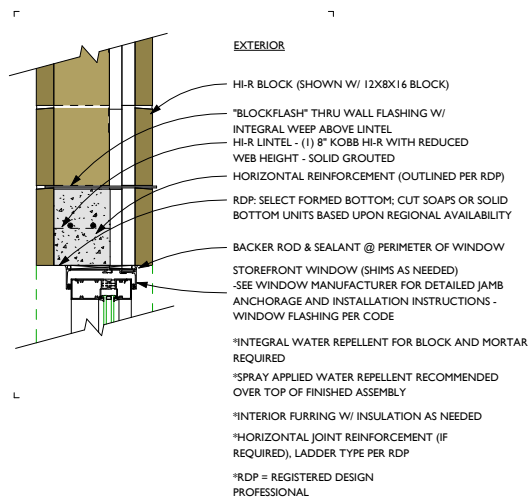 EXTERIOR
HI-R BLOCK (SHOWN W/ 12X8X16 BLOCK)
"BLOCKFLASH" THRU WALL FLASHING W/
INTEGRAL WEEP ABOVE LINTEL
HI-R LINTEL - (1) 8" KOBB HI-R WITH REDUCED
WEB HEIGHT - SOLID GROUTED
HORIZONTAL REINFORCEMENT (OUTLINED PER RDP)
RDP: SELECT FORMED BOTTOM; CUT SOAPS OR SOLID
BOTTOM UNITS BASED UPON REGIONAL AVAILABILITY
BACKER ROD & SEALANT @ PERIMETER OF WINDOW
STOREFRONT WINDOW (SHIMS AS NEEDED)
-SEE WINDOW MANUFACTURER FOR DETAILED JAMB
ANCHORAGE AND INSTALLATION INSTRUCTIONS -
WINDOW FLASHING PER CODE
*INTEGRAL WATER REPELLENT FOR BLOCK AND MORTAR
REQUIRED
*SPRAY APPLIED WATER REPELLENT RECOMMENDED
OVER TOP OF FINISHED ASSEMBLY
*INTERIOR FURRING W/ INSULATION AS NEEDED
*HORIZONTAL JOINT REINFORCEMENT (IF
REQUIRED), LADDER TYPE PER RDP
*RDP = REGISTERED DESIGN
PROFESSIONAL